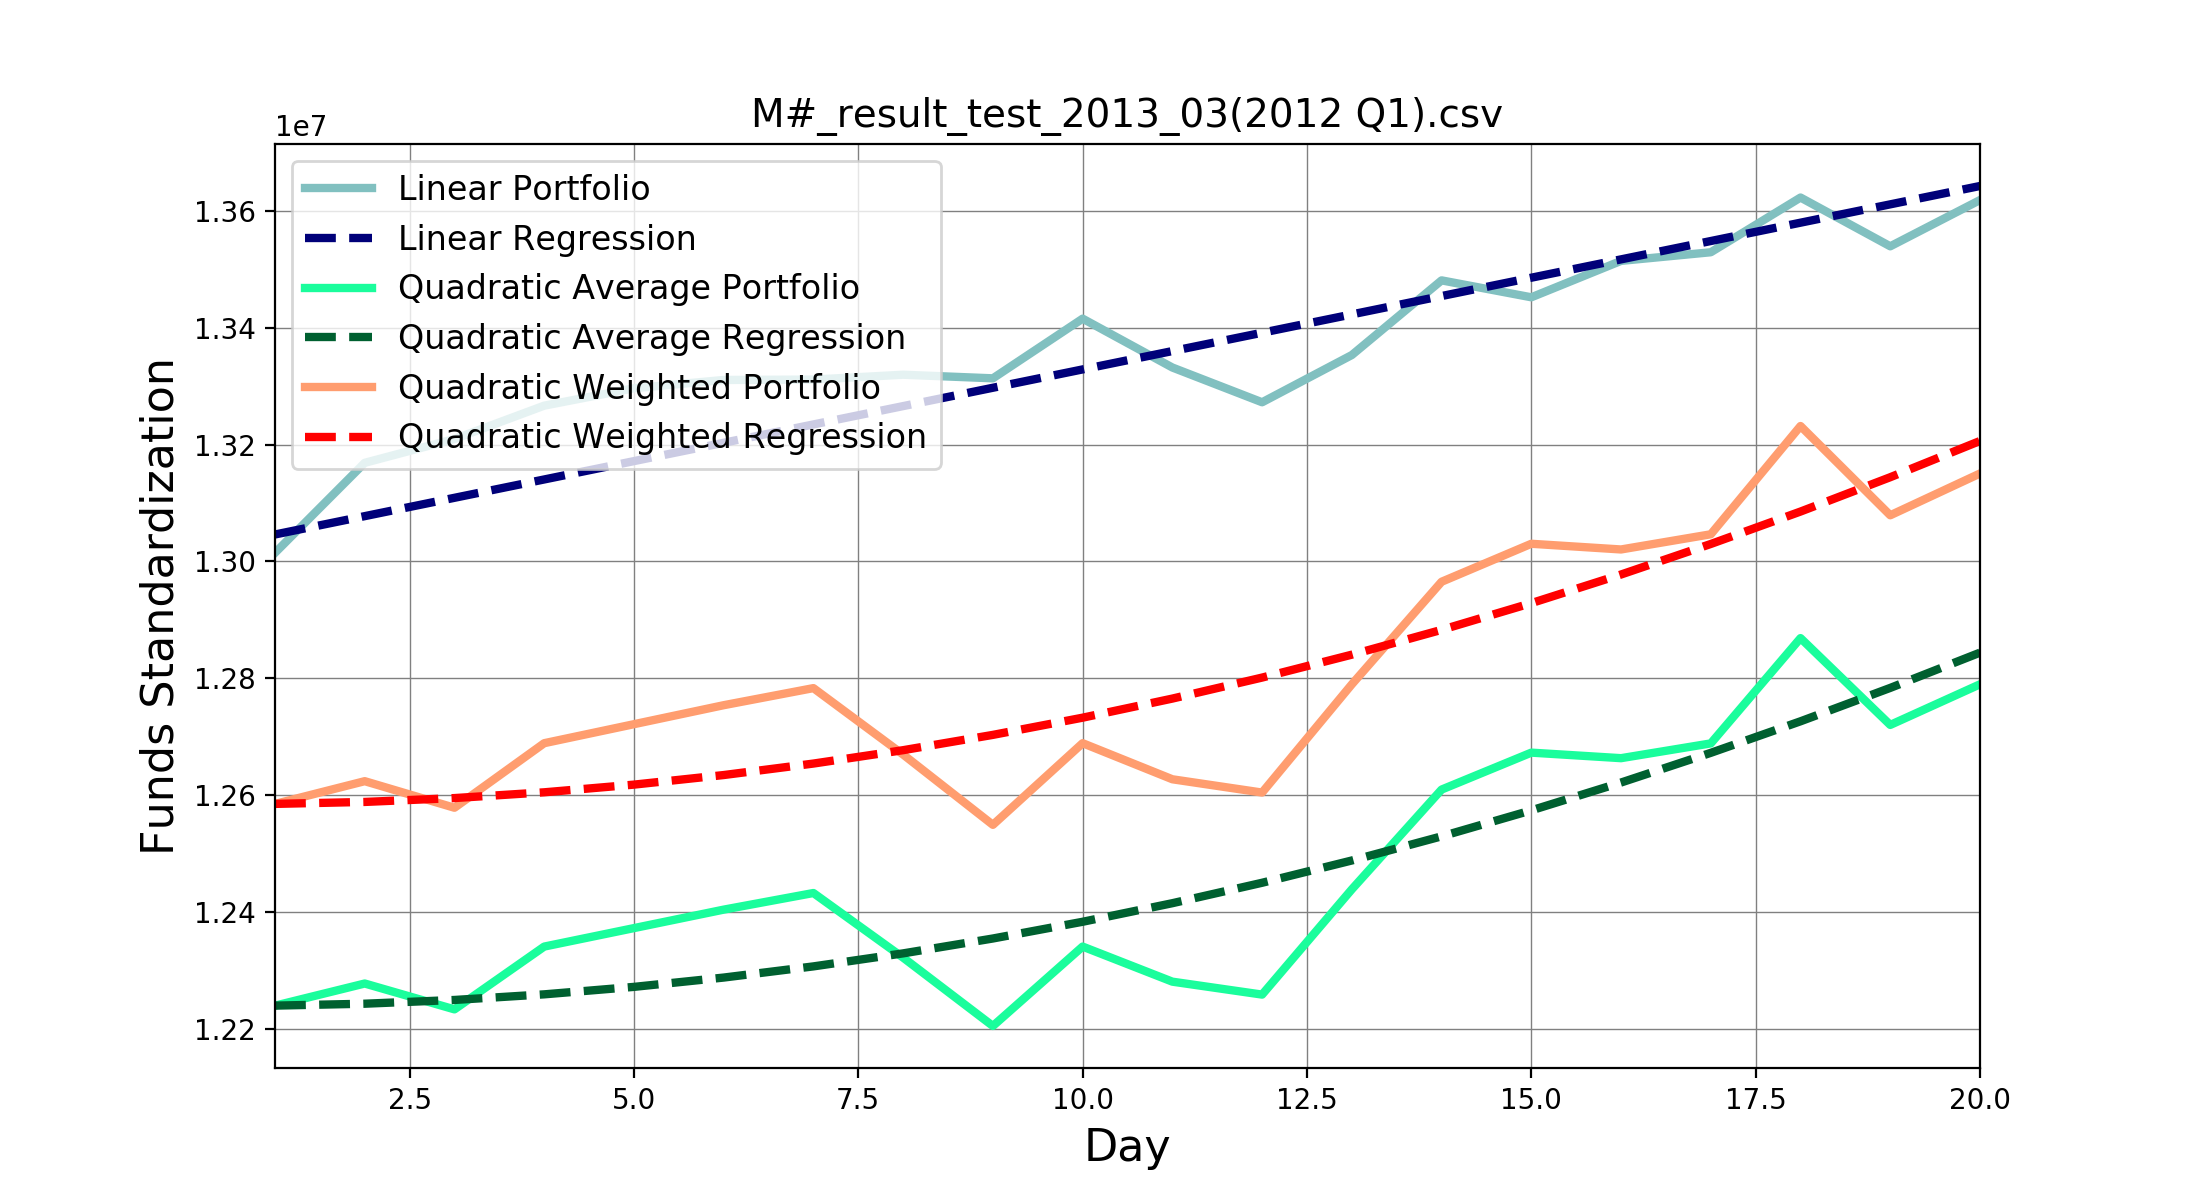 M#_result_test_2013_03(2012 Q1).csv
1e7
Linear Portfolio
Linear Regression
Quadratic Average Portfolio
Quadratic Average Regression
Quadratic Weighted Portfolio
Quadratic Weighted Regression
Funds Standardization
1.36
1.34
1.32
1.30
1.28
1.26
1.24
1.22
2.5 5.0 7.5 10.0 12.5 15.0 17.5 20.0
Day